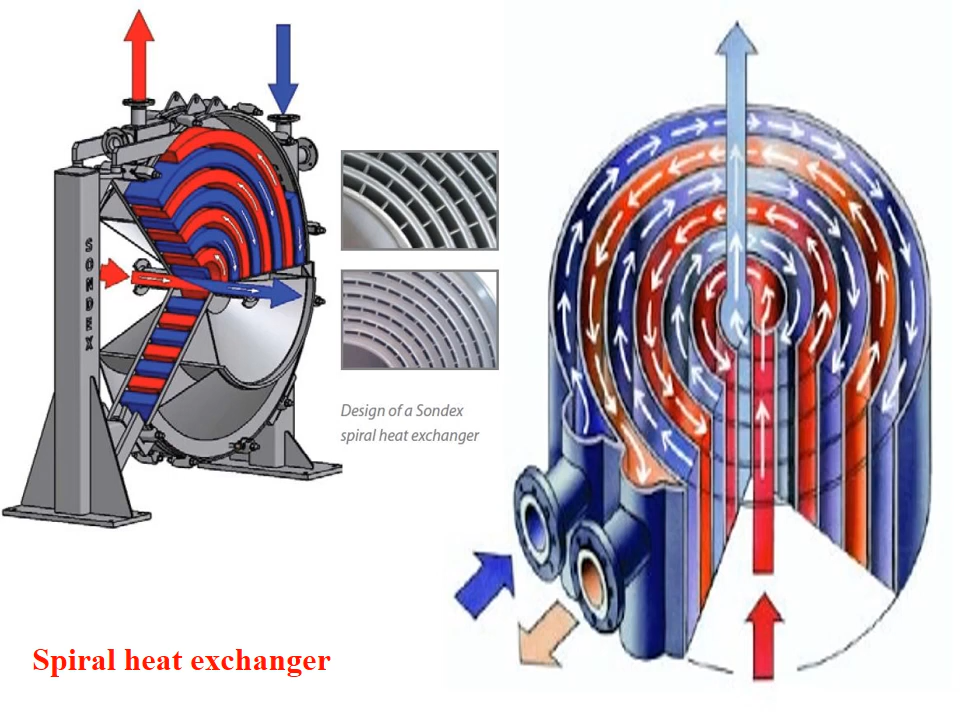 SONDEX
Design of a Sondex
spiral heat exchanger
Spiral heat exchanger